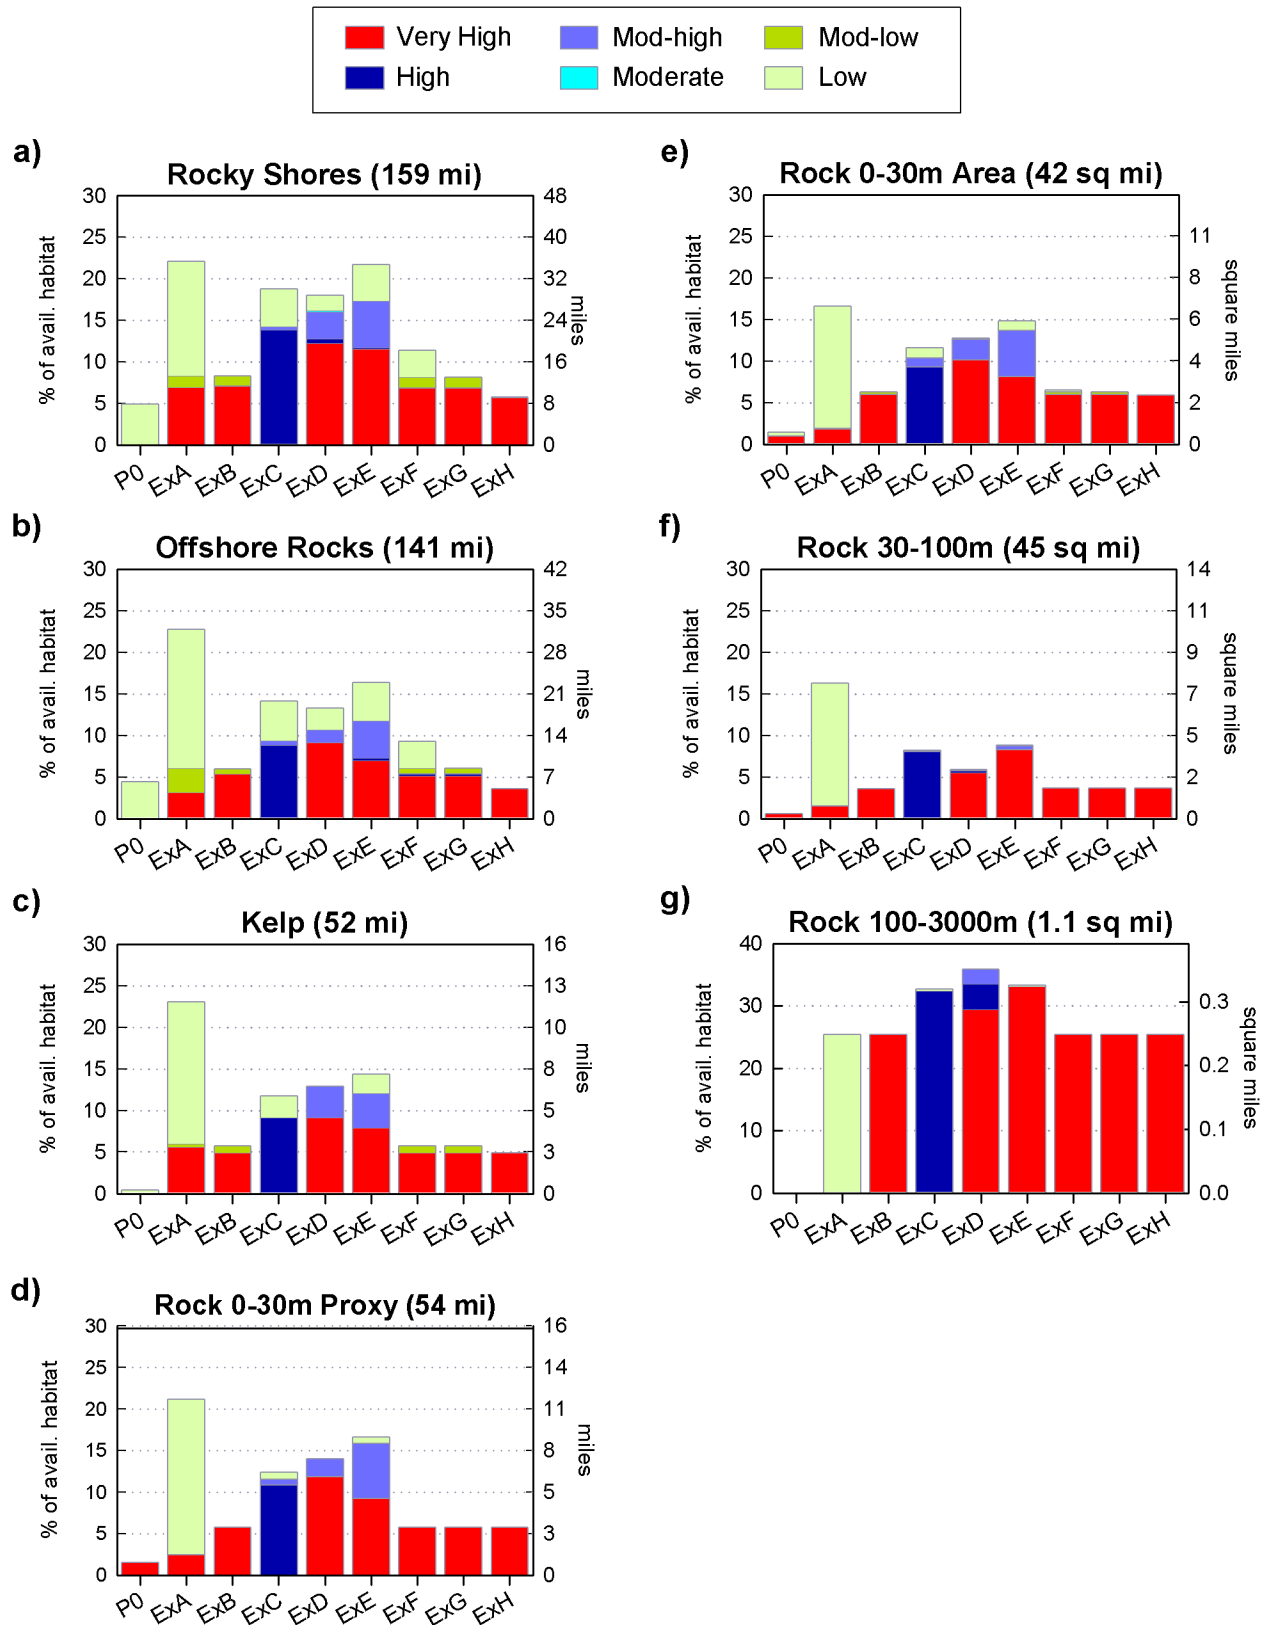 Very High Mod-high Mod-low
High Moderate Low
a)
Rocky Shores (159 mi)
% of avail. habitat
30
25
20
15
10
5
0
48
40
32
24
16
8
0
miles
P0 ExA ExB ExC ExD ExE ExF ExG ExH
b)
Offshore Rocks (141 mi)
% of avail. habitat
30
25
20
15
10
5
0
42
35
28
21
14
7
0
miles
P0 ExA ExB ExC ExD ExE ExF ExG ExH
c)
Kelp (52 mi)
% of avail. habitat
30
25
20
15
10
5
0
16
13
10
8
5
3
0
miles
P0 ExA ExB ExC ExD ExE ExF ExG ExH
d)
Rock 0-30m Proxy (54 mi)
% of avail. habitat
30
25
20
15
10
5
0
16
14
11
8
5
3
0
miles
P0 ExA ExB ExC ExD ExE ExF ExG ExH
e)
Rock 0-30m Area (42 sq mi)
% of avail. habitat
30
25
20
15
10
5
0
11
8
6
4
2
0
square miles
P0 ExA ExB ExC ExD ExE ExF ExG ExH
f)
Rock 30-100m (45 sq mi)
% of avail. habitat
30
25
20
15
10
5
0
14
11
9
7
5
2
0
square miles
P0 ExA ExB ExC ExD ExE ExF ExG ExH
g)
Rock 100-3000m (1.1 sq mi)
% of avail. habitat
40
30
20
10
0
0.3
0.2
0.1
0.0
square miles
P0 ExA ExB ExC ExD ExE ExF ExG ExH